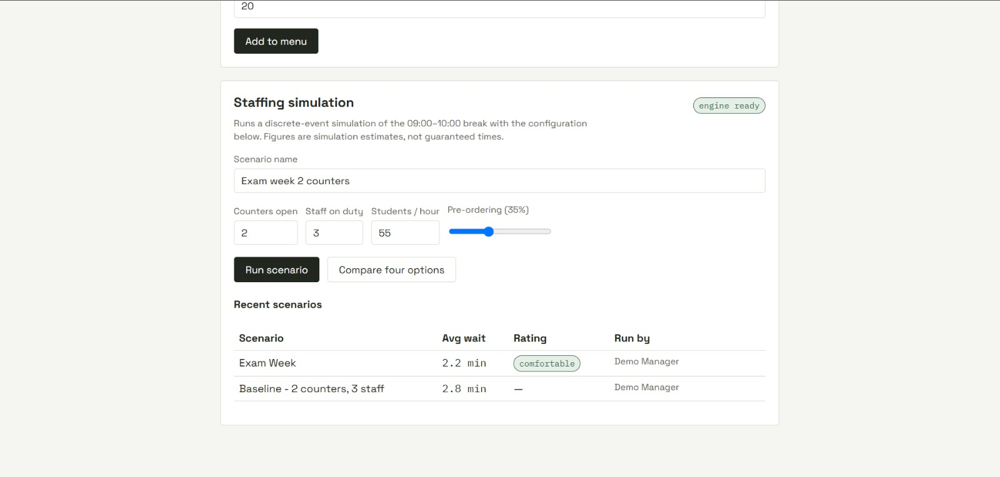 20
Add to menu
Staffing simulation
engine ready
Runs a discrete-event simulation of the 09:00–10:00 break with the configuration
below. Figures are simulation estimates, not guaranteed times.
Scenario name
Exam week 2 counters
Counters open Staff on duty Students / hour Pre-ordering (35%)
2 3 55
Run scenario Compare four options
Recent scenarios
Scenario Avg wait Rating Run by
Exam Week 2.2 min comfortable Demo Manager
Baseline - 2 counters, 3 staff 2.8 min — Demo Manager